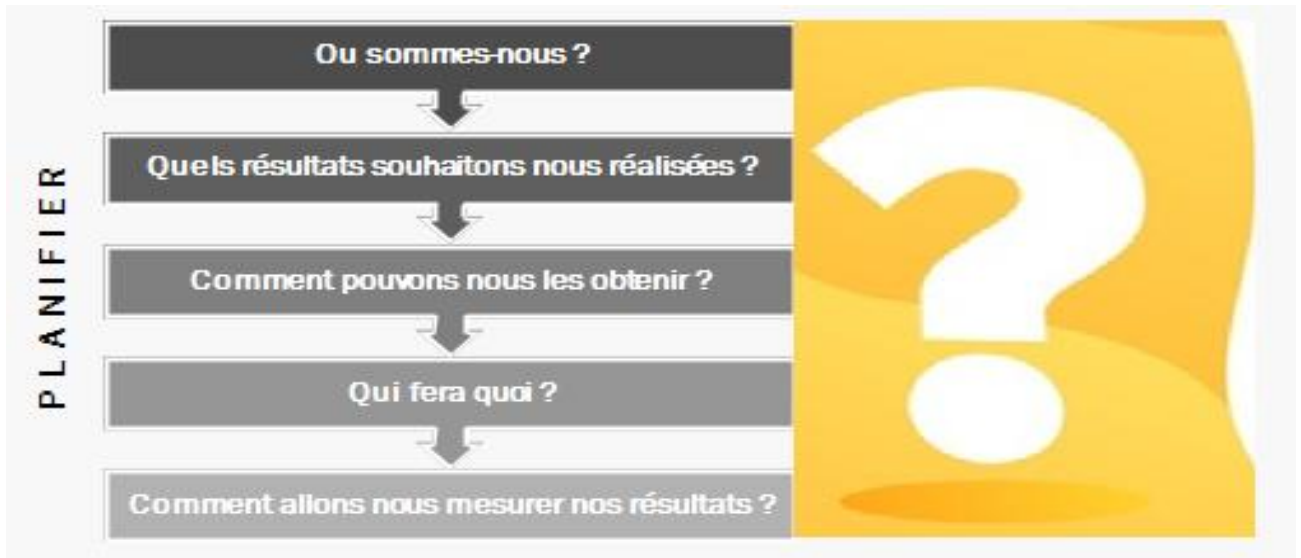 PLANIFIER
Ou sommes-nous ?
Quels résultats souhaitons nous réalisées ?
Comment pouvons nous les obtenir ?
Qui fera quoi ?
Comment allons nous mesurer nos résultats ?
?